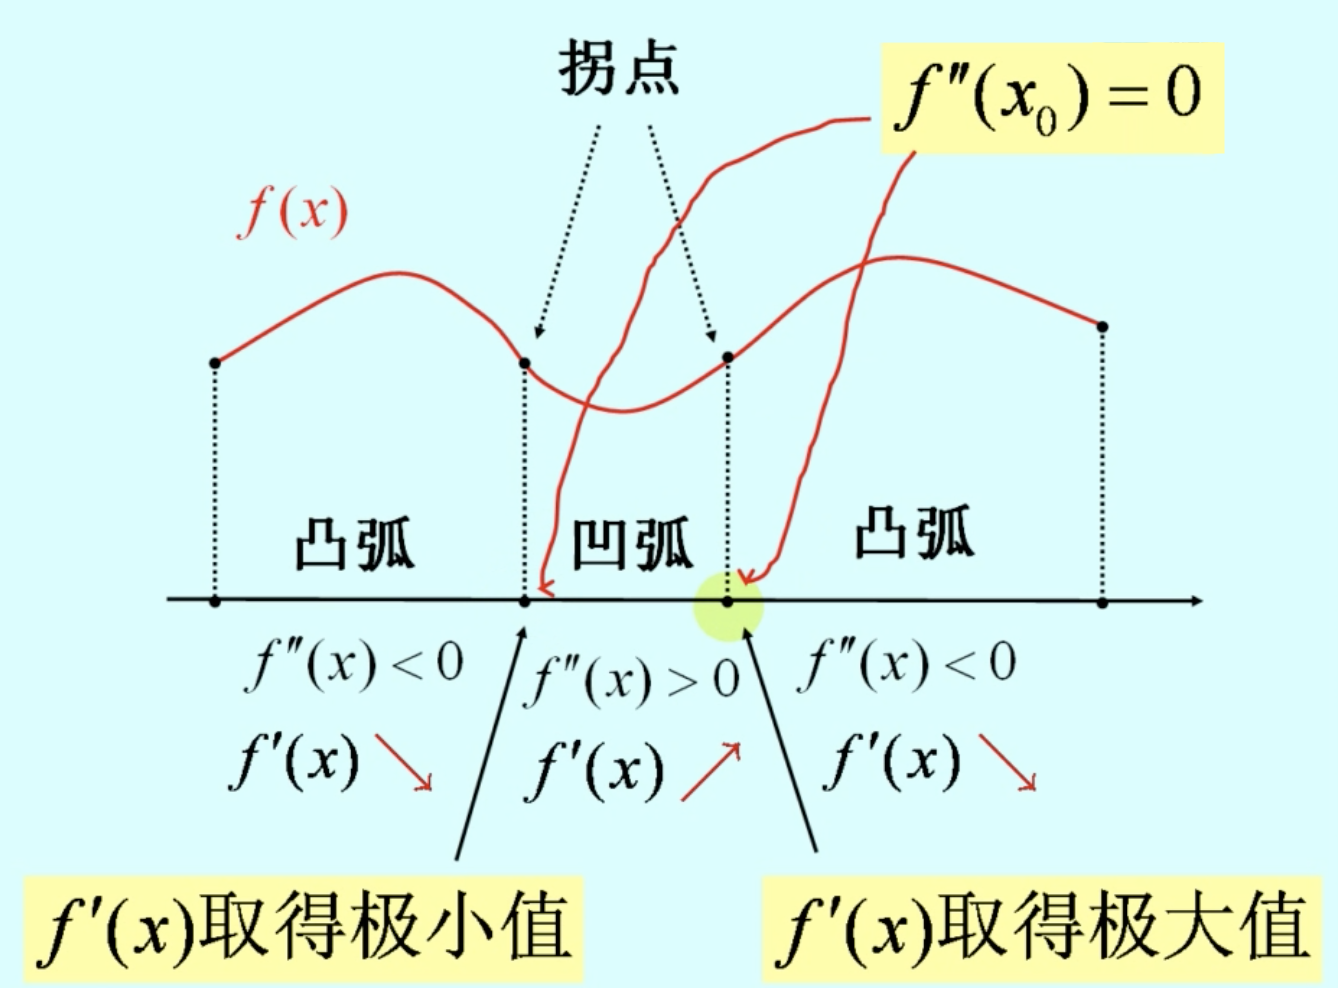 拐点
f″(x₀) = 0
f(x)
凸弧
凹弧
凸弧
f″(x) < 0
f″(x) > 0
f″(x) < 0
f′(x)
f′(x)
f′(x)
f′(x)取得极小值
f′(x)取得极大值